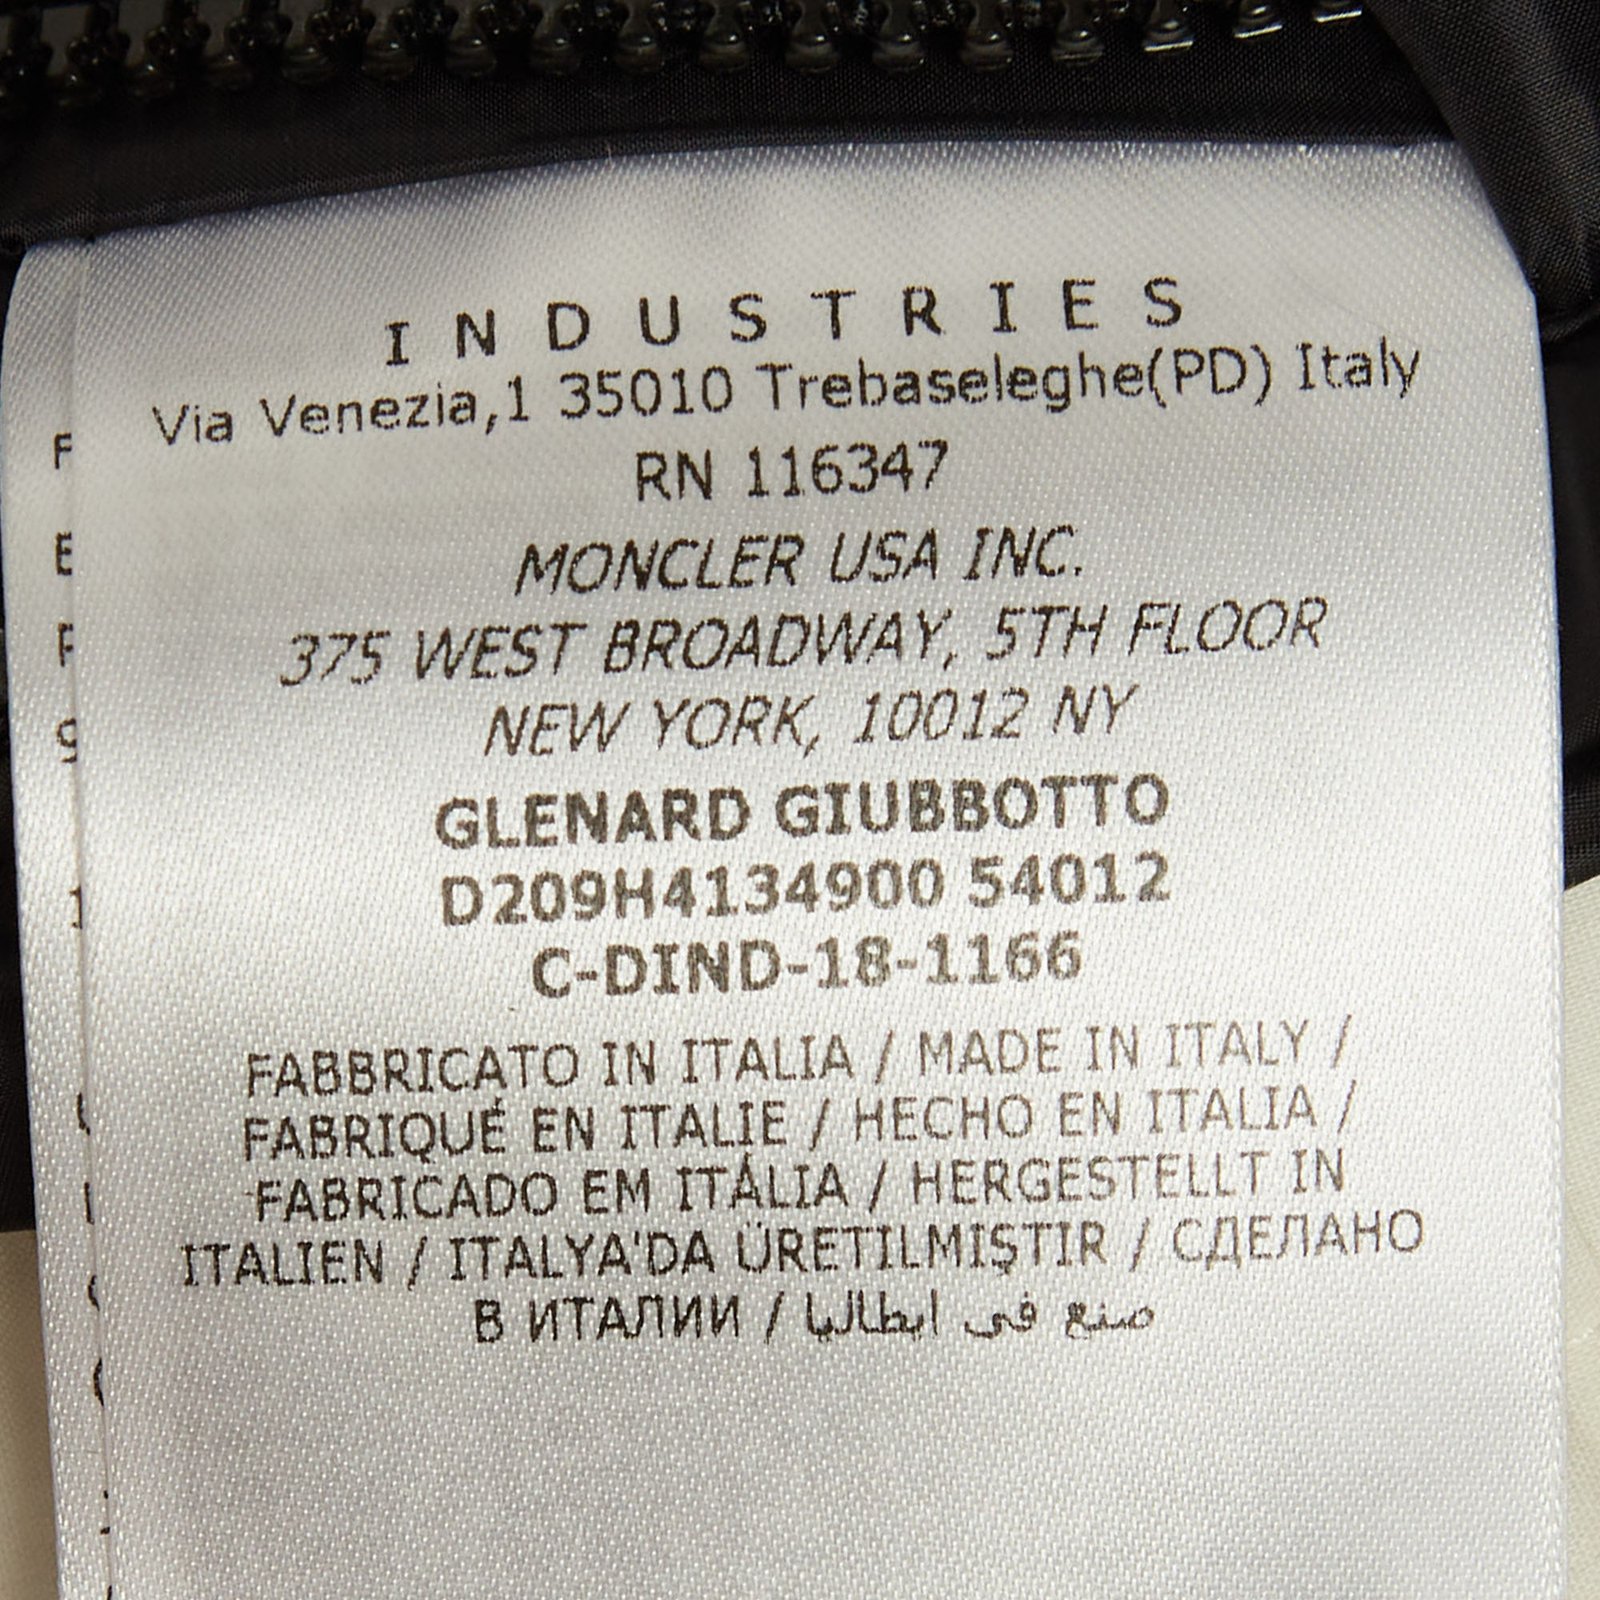 INDUSTRIES
Via Venezia,1 35010 Trebaseleghe(PD) Italy
RN 116347
MONCLER USA INC.
375 WEST BROADWAY, 5TH FLOOR
NEW YORK, 10012 NY
GLENARD GIUBBOTTO
D209H4134900 54012
C-DIND-18-1166
FABBRICATO IN ITALIA / MADE IN ITALY /
FABRIQUÉ EN ITALIE / HECHO EN ITALIA /
FABRICADO EM ITÁLIA / HERGESTELLT IN
ITALIEN / ITALYA'DA ÜRETILMIŞTIR / СДЕЛАНО
В ИТАЛИИ / صنع في ايطاليا